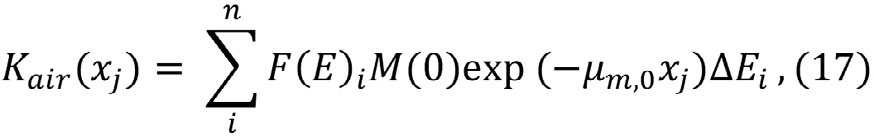 K_{air}(x_j) = \sum_{i}^{n} F(E)_i M(0) exp (-\mu_{m,0} x_j) \Delta E_i , (17)